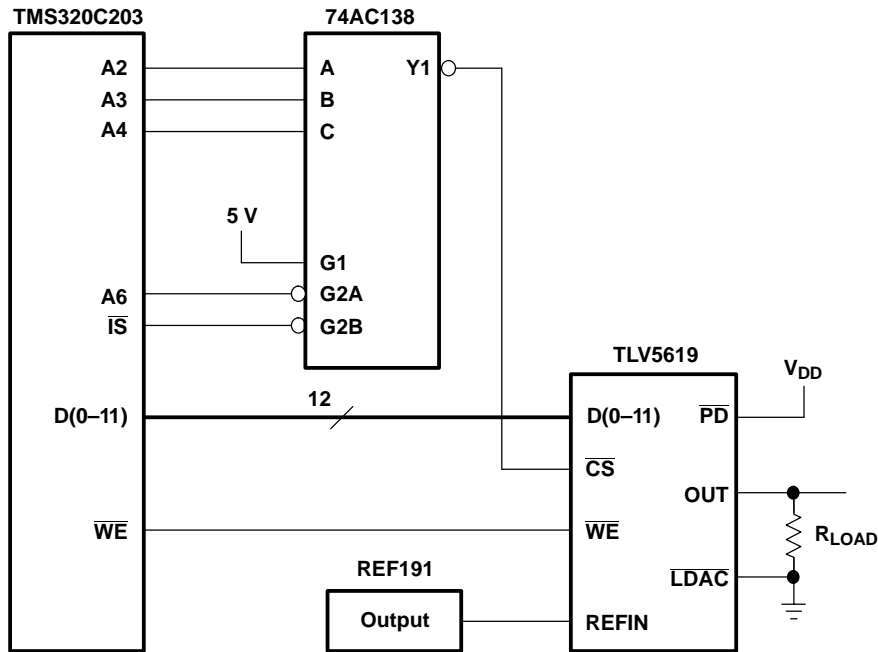 TMS320C203
74AC138
A2
A3
A4
A6
IS
D(0–11)
WE
A
B
C
Y1
5 V
G1
G2A
G2B
12
TLV5619
VDD
D(0–11)
PD
CS
OUT
WE
RLOAD
LDAC
REFIN
REF191
Output